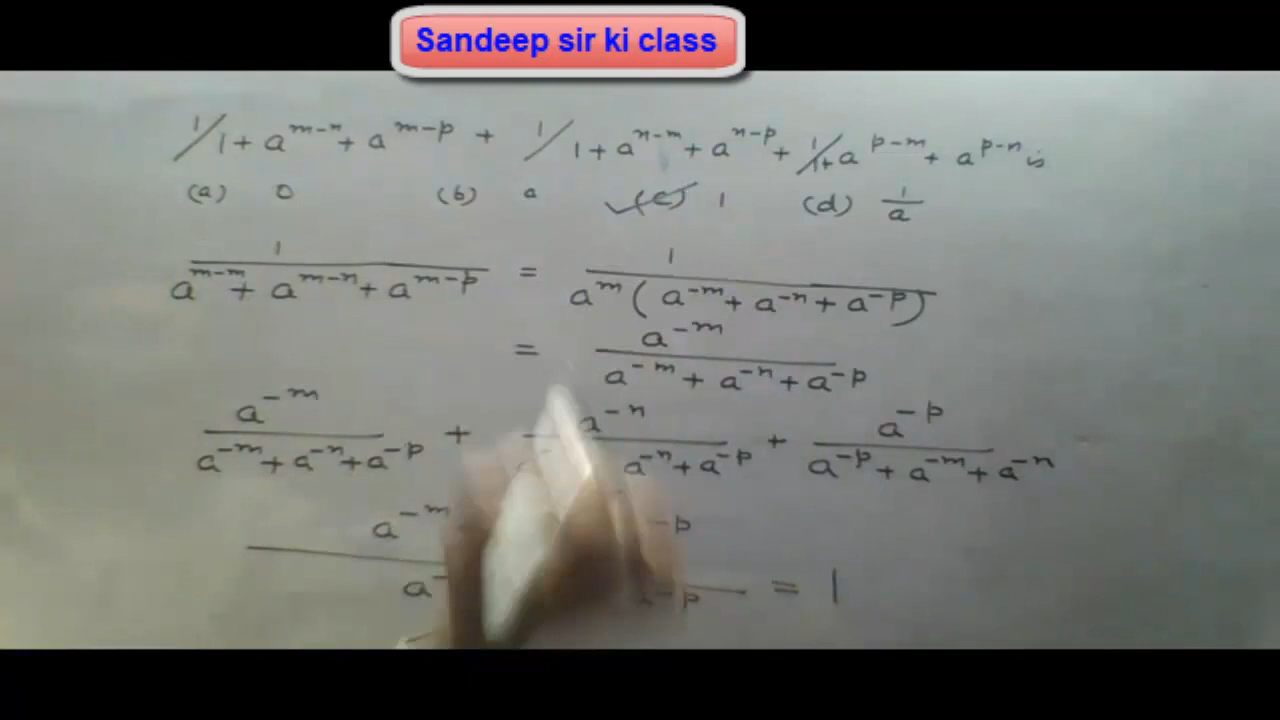 Sandeep sir ki class
1/1+a^{m-n}+a^{m-p} + 1/1+a^{n-m}+a^{n-p} + 1/1+a^{p-m}+a^{p-n} is
(a) 0 (b) a (c) 1 (d) 1/a
1/(a^{m-m}+a^{m-n}+a^{m-p}) = 1/(a^m(a^{-m}+a^{-n}+a^{-p}))
= a^{-m}/(a^{-m}+a^{-n}+a^{-p})
a^{-m}/(a^{-m}+a^{-n}+a^{-p}) + a^{-n}/(a^{-n}+a^{-p}) + a^{-p}/(a^{-p}+a^{-m}+a^{-n})
a^{-m} -p
a^- a^{-p} = 1